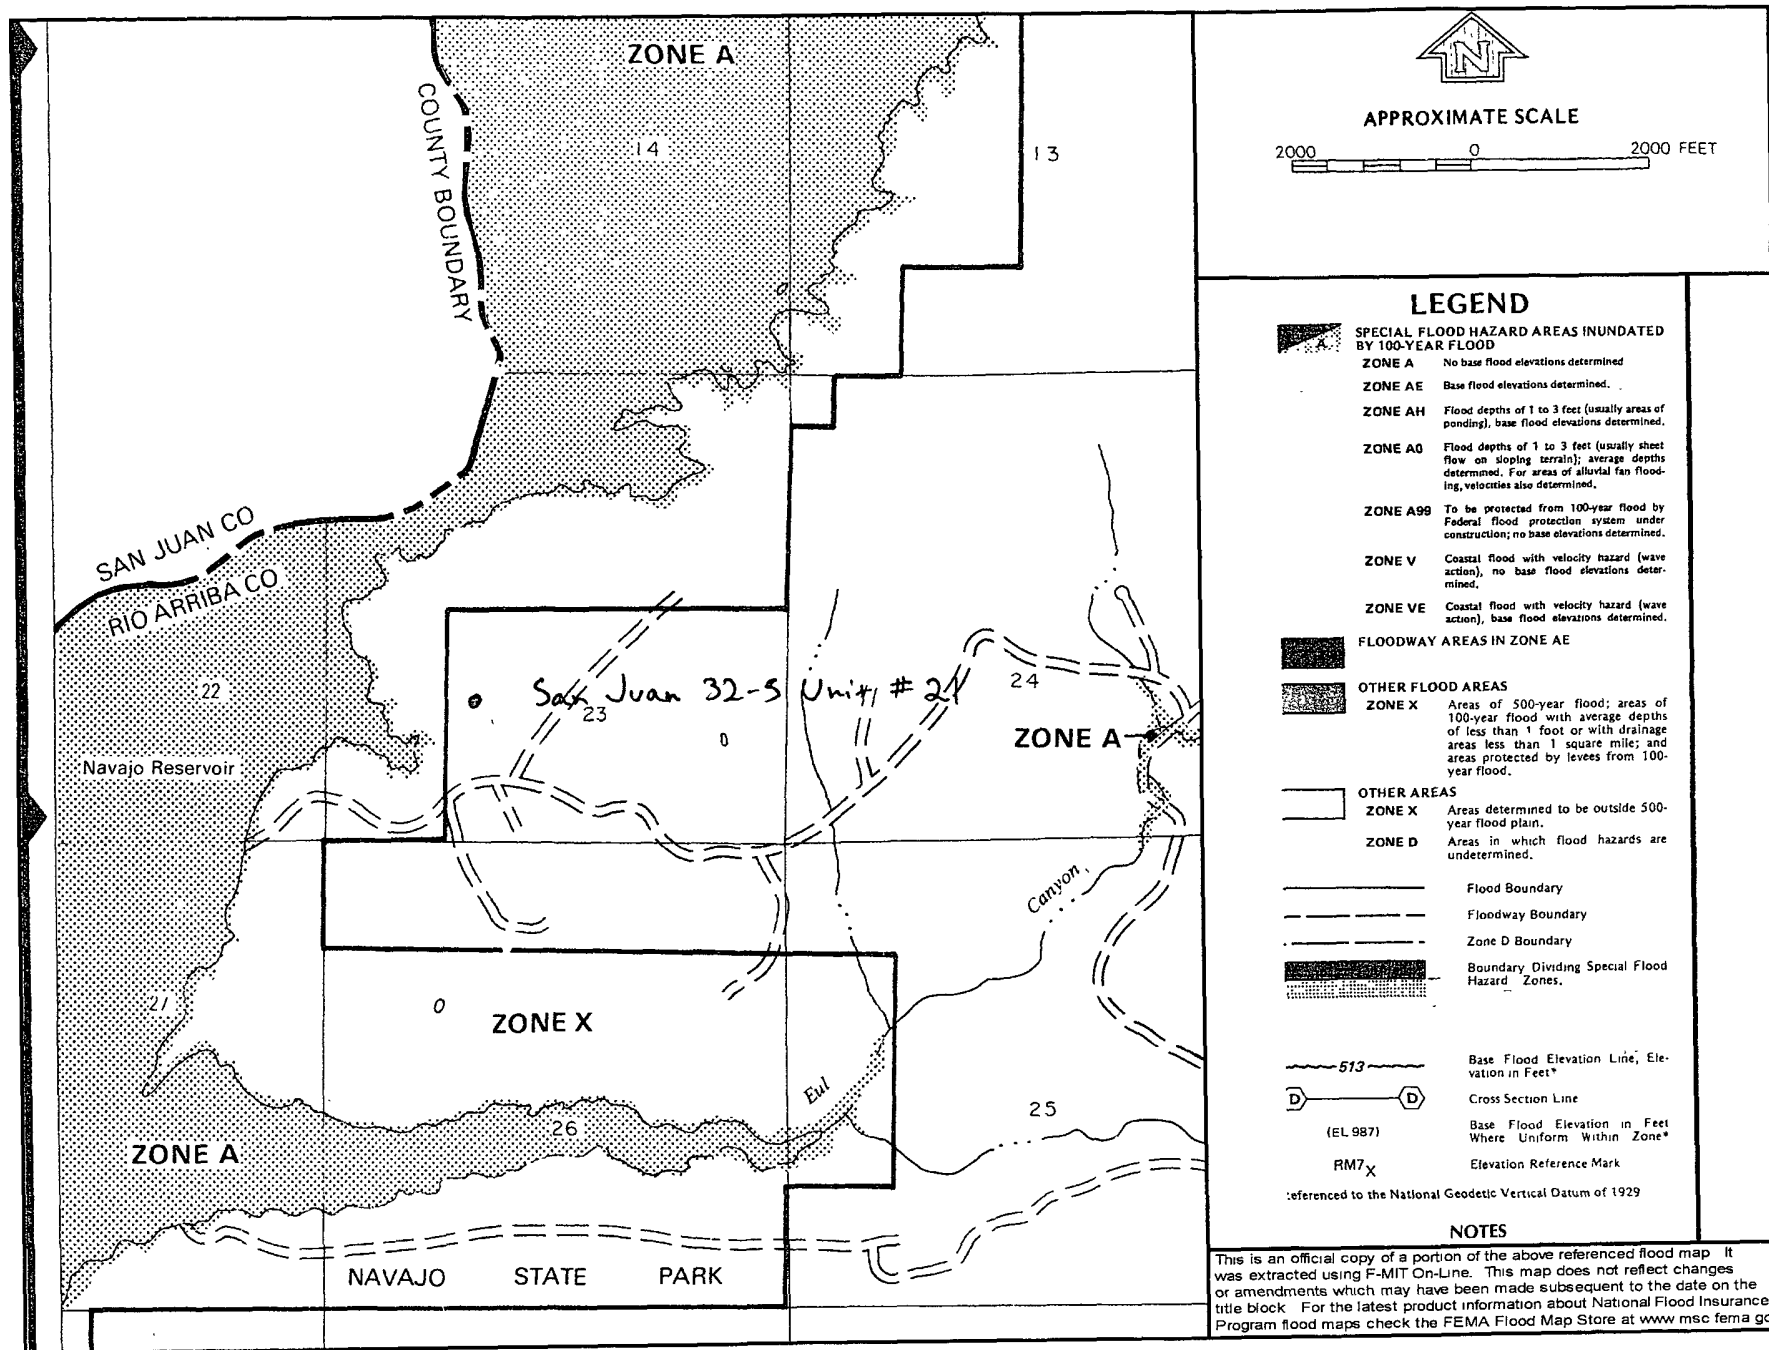 ZONE A
COUNTY BOUNDARY
14
13
SAN JUAN CO
RIO ARRIBA CO
22
San Juan 32-5 Unit # 21
23
24
ZONE A
Navajo Reservoir
Canyon
21
ZONE X
Eul
26
25
ZONE A
NAVAJO STATE PARK
N
APPROXIMATE SCALE
2000 0 2000 FEET
LEGEND
A
SPECIAL FLOOD HAZARD AREAS INUNDATED
BY 100-YEAR FLOOD
ZONE A No base flood elevations determined
ZONE AE Base flood elevations determined.
ZONE AH Flood depths of 1 to 3 feet (usually areas of
ponding), base flood elevations determined.
ZONE A0 Flood depths of 1 to 3 feet (usually sheet
flow on sloping terrain); average depths
determined. For areas of alluvial fan flood-
ing, velocities also determined.
ZONE A99 To be protected from 100-year flood by
Federal flood protection system under
construction; no base elevations determined.
ZONE V Coastal flood with velocity hazard (wave
action), no base flood elevations deter-
mined.
ZONE VE Coastal flood with velocity hazard (wave
action), base flood elevations determined.
FLOODWAY AREAS IN ZONE AE
OTHER FLOOD AREAS
ZONE X Areas of 500-year flood; areas of
100-year flood with average depths
of less than 1 foot or with drainage
areas less than 1 square mile; and
areas protected by levees from 100-
year flood.
OTHER AREAS
ZONE X Areas determined to be outside 500-
year flood plain.
ZONE D Areas in which flood hazards are
undetermined.
Flood Boundary
Floodway Boundary
Zone D Boundary
Boundary Dividing Special Flood
Hazard Zones.
513 Base Flood Elevation Line, Ele-
vation in Feet*
D D Cross Section Line
(EL 987) Base Flood Elevation in Feet
Where Uniform Within Zone*
RM7X Elevation Reference Mark
referenced to the National Geodetic Vertical Datum of 1929
NOTES
This is an official copy of a portion of the above referenced flood map It
was extracted using F-MIT On-Line. This map does not reflect changes
or amendments which may have been made subsequent to the date on the
title block For the latest product information about National Flood Insurance
Program flood maps check the FEMA Flood Map Store at www msc fema go